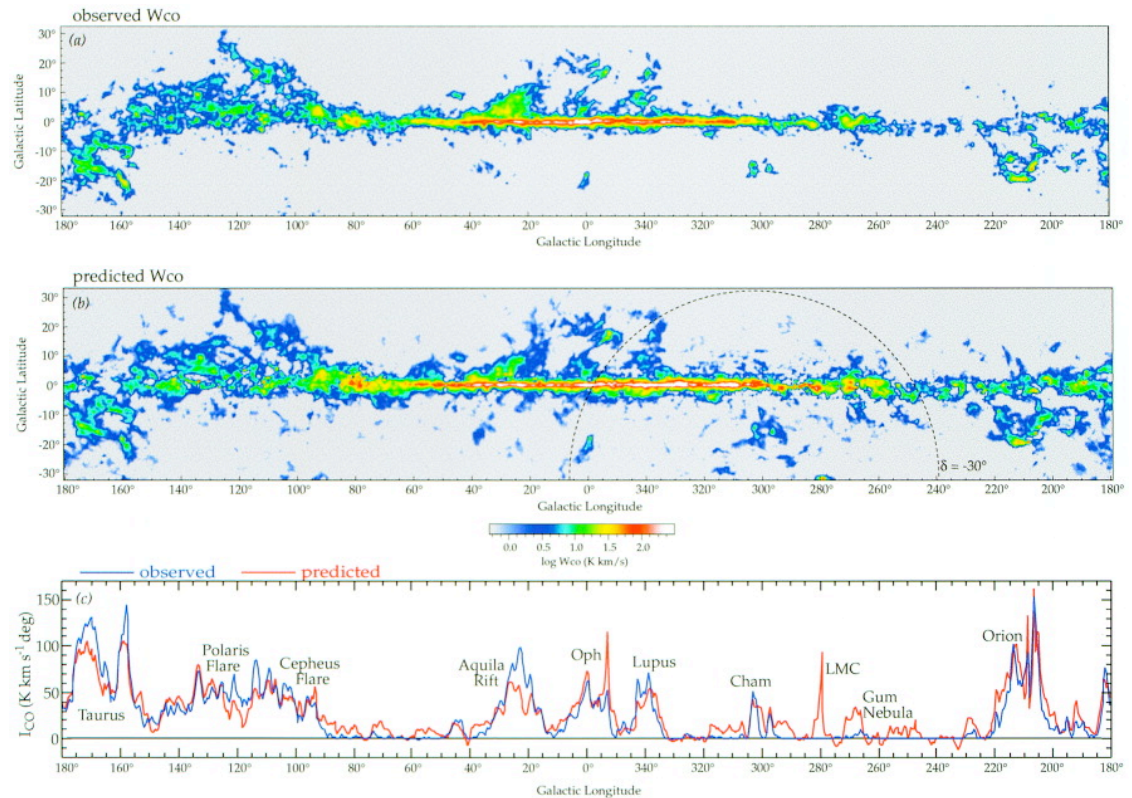 observed Wco
(a)
Galactic Latitude
30°
20°
10°
0°
-10°
-20°
-30°
180° 160° 140° 120° 100° 80° 60° 40° 20° 0° 340° 320° 300° 280° 260° 240° 220° 200° 180°
Galactic Longitude
predicted Wco
(b)
Galactic Latitude
30°
20°
10°
0°
-10°
-20°
-30°
δ = -30°
180° 160° 140° 120° 100° 80° 60° 40° 20° 0° 340° 320° 300° 280° 260° 240° 220° 200° 180°
Galactic Longitude
0.0 0.5 1.0 1.5 2.0
log Wco (K km/s)
observed predicted
(c)
I_CO (K km s⁻¹ deg)
150
100
50
0
Taurus
Polaris
Flare
Cepheus
Flare
Aquila
Rift
Oph
Lupus
Cham
LMC
Gum
Nebula
Orion
180° 160° 140° 120° 100° 80° 60° 40° 20° 0° 340° 320° 300° 280° 260° 240° 220° 200° 180°
Galactic Longitude